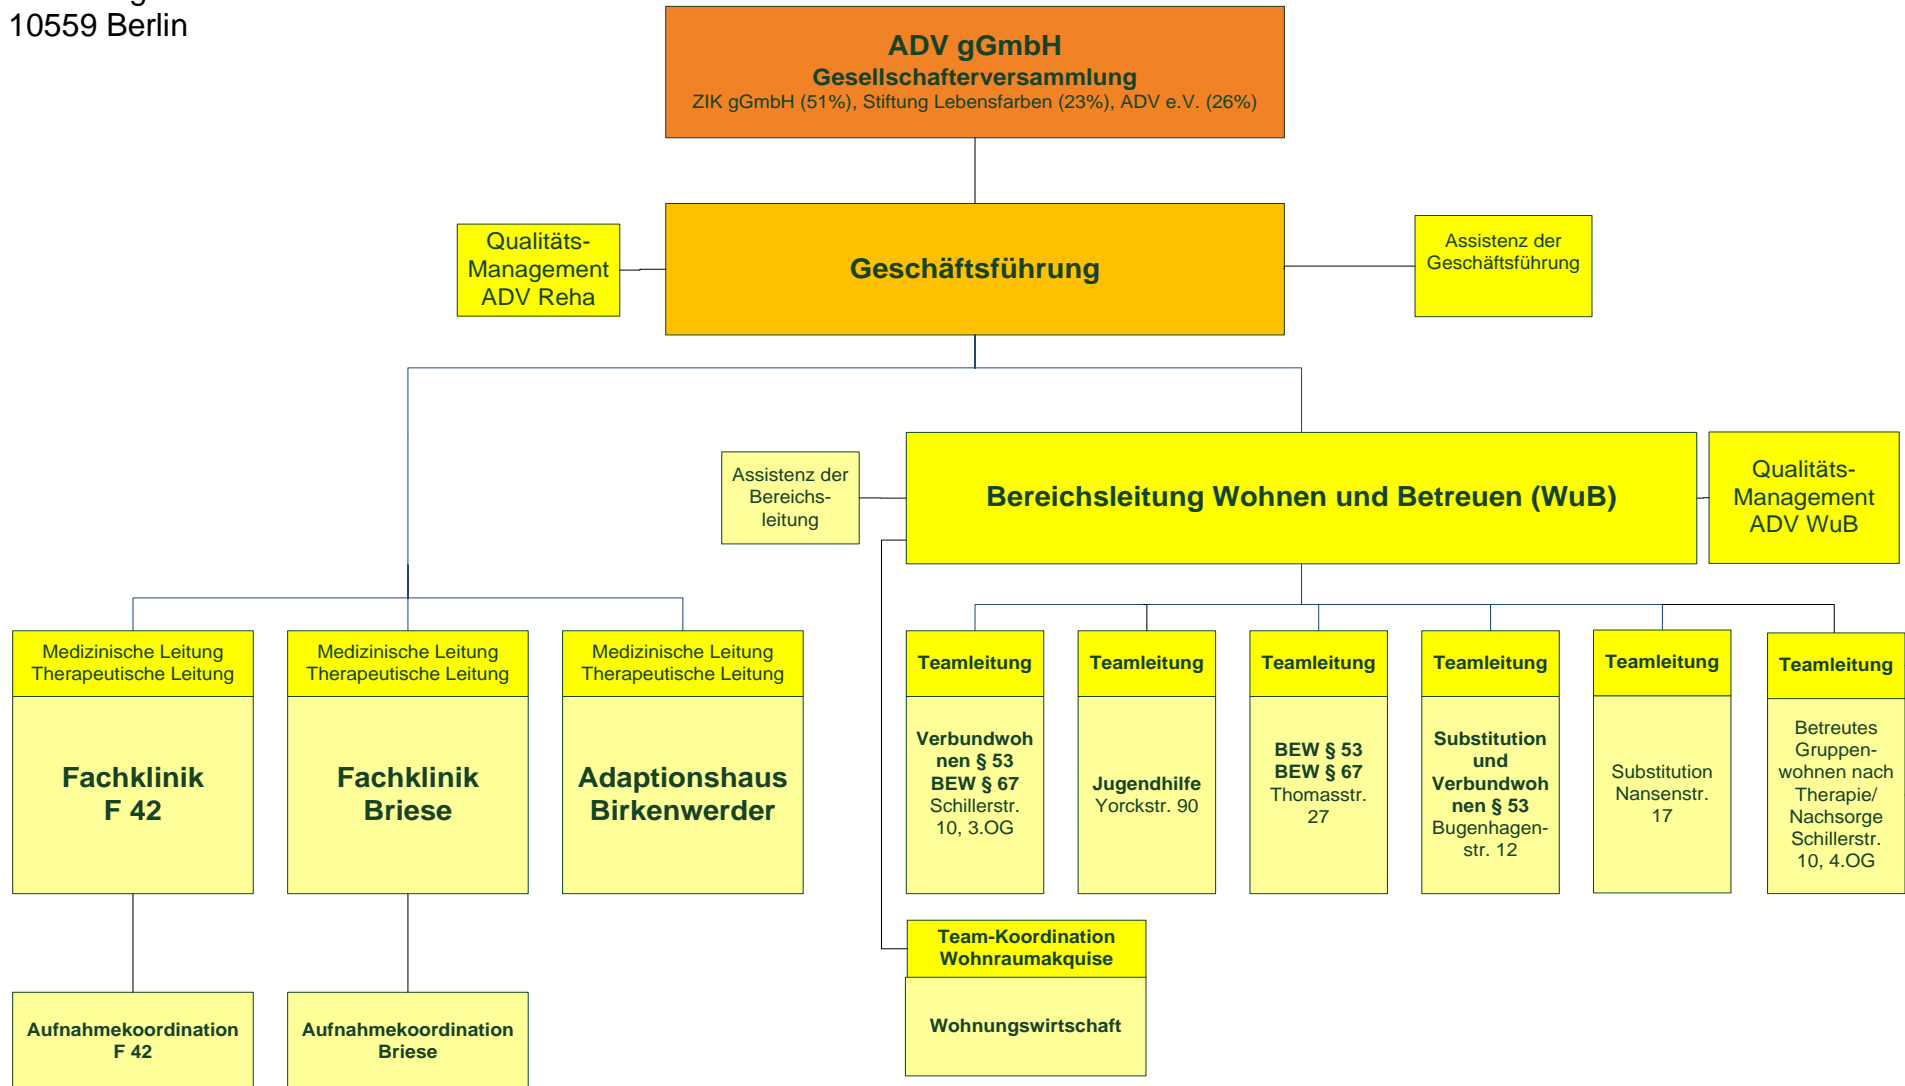 10559 Berlin
ADV gGmbH
Gesellschafterversammlung
ZIK gGmbH (51%), Stiftung Lebensfarben (23%), ADV e.V. (26%)
Qualitäts-
Management
ADV Reha
Geschäftsführung
Assistenz der
Geschäftsführung
Assistenz der
Bereichs-
leitung
Bereichsleitung Wohnen und Betreuen (WuB)
Qualitäts-
Management
ADV WuB
Medizinische Leitung
Therapeutische Leitung
Fachklinik
F 42
Medizinische Leitung
Therapeutische Leitung
Fachklinik
Briese
Medizinische Leitung
Therapeutische Leitung
Adaptionshaus
Birkenwerder
Teamleitung
Verbundwoh
nen § 53
BEW § 67
Schillerstr.
10, 3.OG
Teamleitung
Jugendhilfe
Yorckstr. 90
Teamleitung
BEW § 53
BEW § 67
Thomasstr.
27
Teamleitung
Substitution
und
Verbundwoh
nen § 53
Bugenhagen-
str. 12
Teamleitung
Substitution
Nansenstr.
17
Teamleitung
Betreutes
Gruppen-
wohnen nach
Therapie/
Nachsorge
Schillerstr.
10, 4.OG
Team-Koordination
Wohnraumakquise
Wohnungswirtschaft
Aufnahmekoordination
F 42
Aufnahmekoordination
Briese